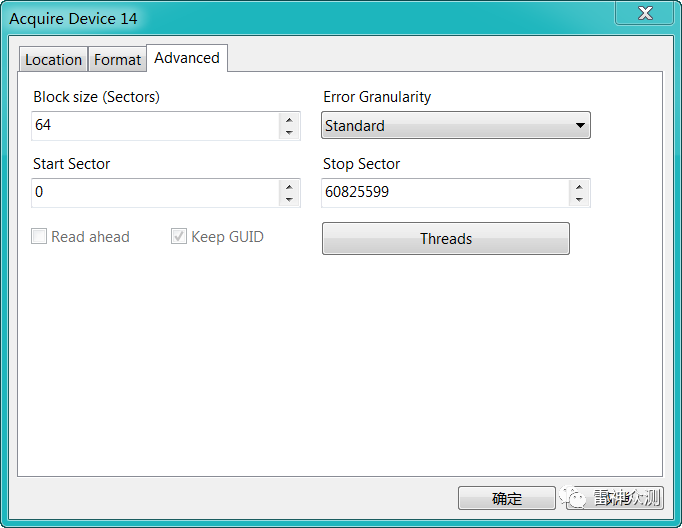 Acquire Device 14
Location Format Advanced
Block size (Sectors) Error Granularity
64 Standard
Start Sector Stop Sector
0 60825599
Read ahead Keep GUID Threads
确定 雷神众测